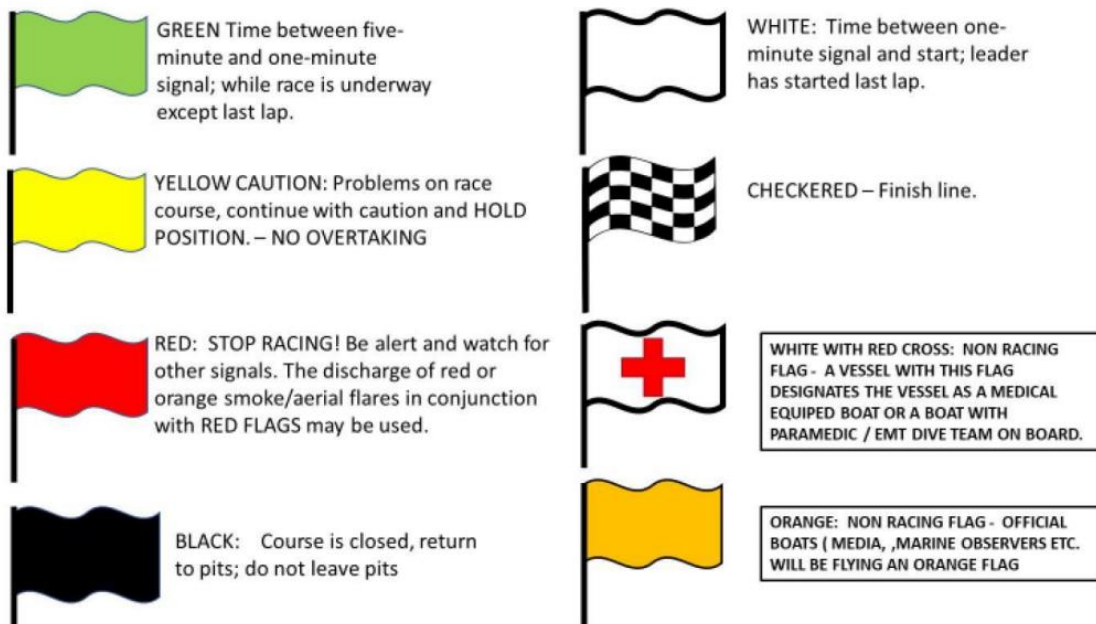 GREEN Time between five-
minute and one-minute
signal; while race is underway
except last lap.
YELLOW CAUTION: Problems on race
course, continue with caution and HOLD
POSITION. – NO OVERTAKING
RED: STOP RACING! Be alert and watch for
other signals. The discharge of red or
orange smoke/aerial flares in conjunction
with RED FLAGS may be used.
BLACK: Course is closed, return
to pits; do not leave pits
WHITE: Time between one-
minute signal and start; leader
has started last lap.
CHECKERED – Finish line.
WHITE WITH RED CROSS: NON RACING
FLAG - A VESSEL WITH THIS FLAG
DESIGNATES THE VESSEL AS A MEDICAL
EQUIPED BOAT OR A BOAT WITH
PARAMEDIC / EMT DIVE TEAM ON BOARD.
ORANGE: NON RACING FLAG - OFFICIAL
BOATS ( MEDIA, ,MARINE OBSERVERS ETC.
WILL BE FLYING AN ORANGE FLAG